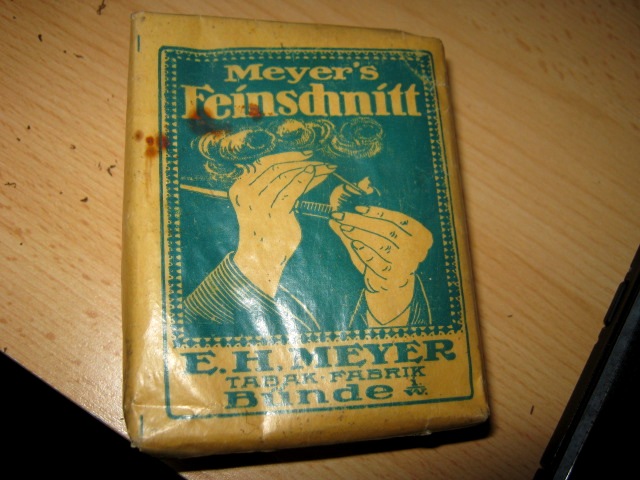 Meyer's
Feinschnitt
E. H. MEYER
TABAK-FABRIK
Bünde i/w.